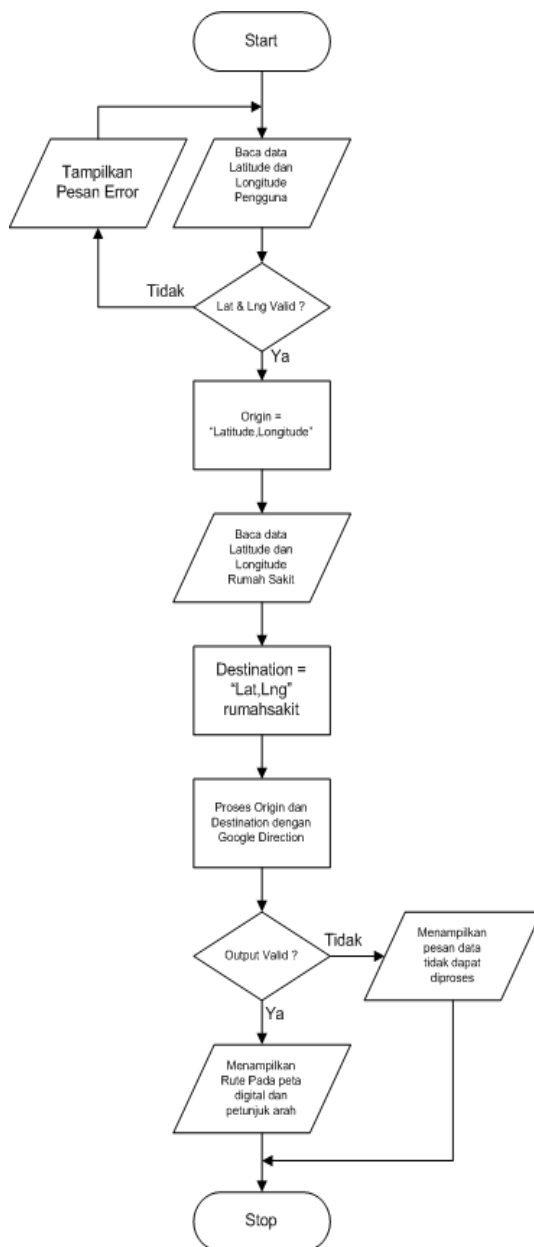 Start
Tampilkan
Pesan Error
Baca data
Latitude dan
Longitude
Pengguna
Tidak
Lat & Lng Valid ?
Ya
Origin =
“Latitude,Longitude”
Baca data
Latitude dan
Longitude
Rumah Sakit
Destination =
“Lat,Lng”
rumahsakit
Proses Origin dan
Destination dengan
Google Direction
Output Valid ?
Tidak
Menampilkan
pesan data
tidak dapat
diproses
Ya
Menampilkan
Rute Pada peta
digital dan
petunjuk arah
Stop